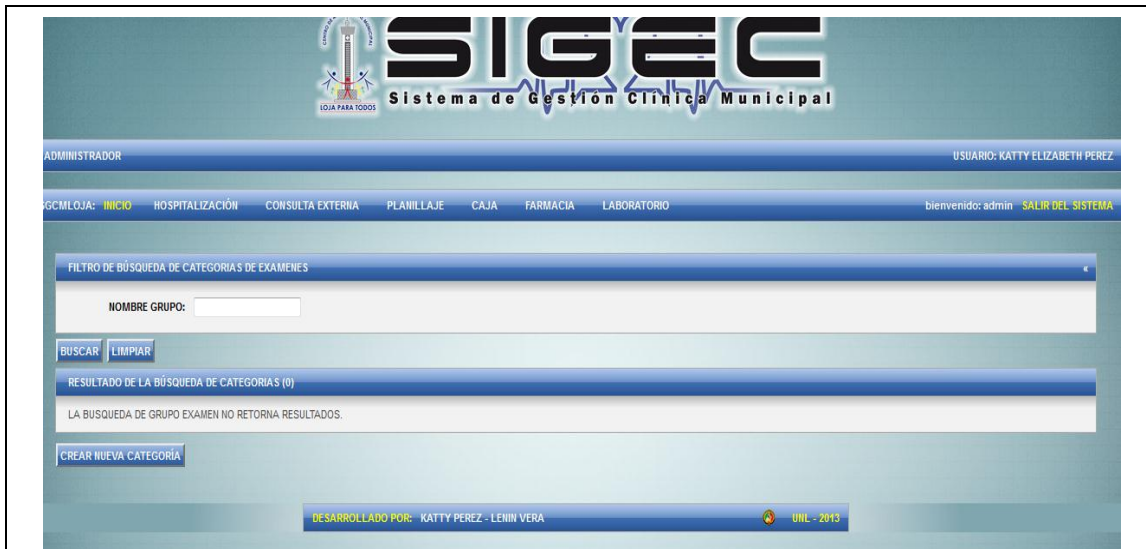 SIGEC
LOJA PARA TODOS
Sistema de Gestión Clínica Municipal
ADMINISTRADOR USUARIO: KATTY ELIZABETH PEREZ
GCMLOJA: INICIO HOSPITALIZACIÓN CONSULTA EXTERNA PLANILLAJE CAJA FARMACIA LABORATORIO bienvenido: admin SALIR DEL SISTEMA
FILTRO DE BÚSQUEDA DE CATEGORIAS DE EXAMENES «
NOMBRE GRUPO:
BUSCAR LIMPIAR
RESULTADO DE LA BÚSQUEDA DE CATEGORIAS (0)
LA BUSQUEDA DE GRUPO EXAMEN NO RETORNA RESULTADOS.
CREAR NUEVA CATEGORÍA
DESARROLLADO POR: KATTY PEREZ - LENIN VERA UNL - 2013